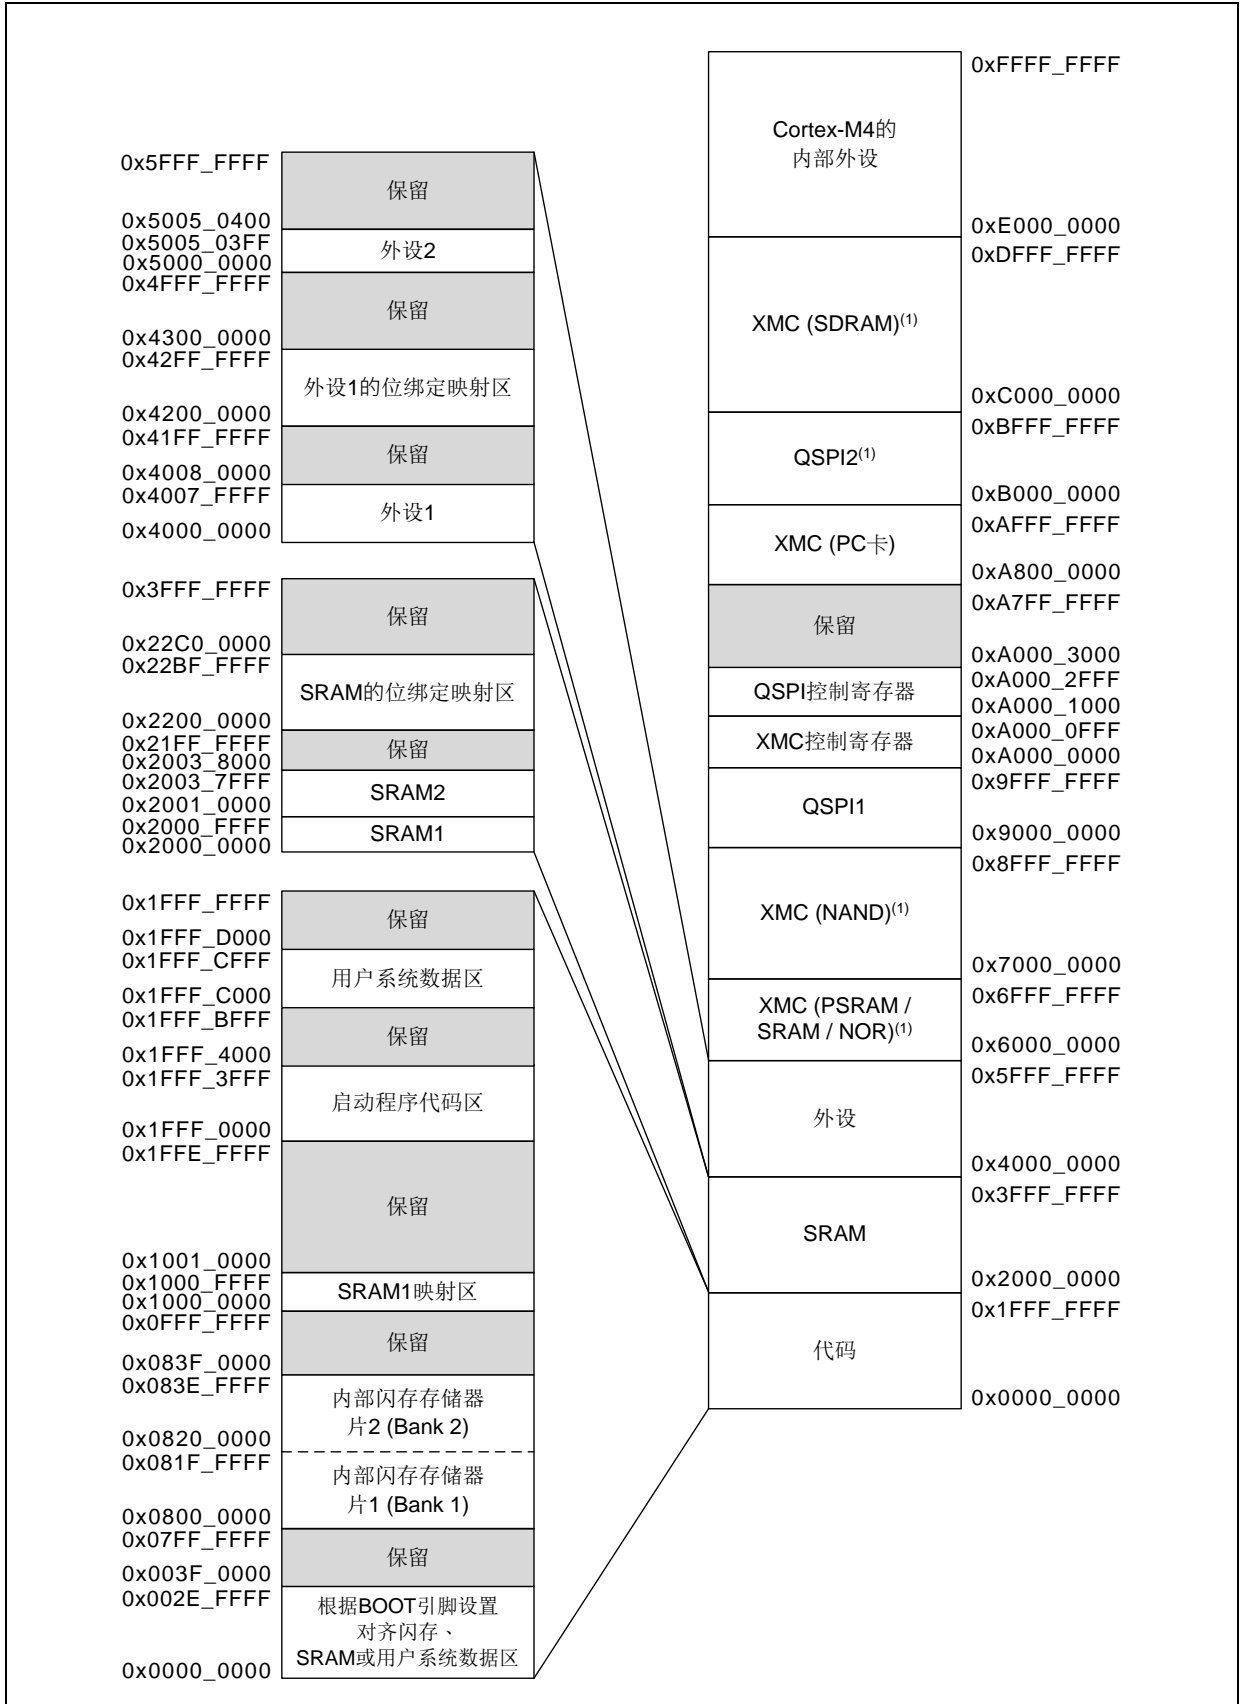 0x5FFF_FFFF
保留
0x5005_0400
0x5005_03FF
外设2
0x5000_0000
0x4FFF_FFFF
保留
0x4300_0000
0x42FF_FFFF
外设1的位绑定映射区
0x4200_0000
0x41FF_FFFF
保留
0x4008_0000
0x4007_FFFF
外设1
0x4000_0000
0x3FFF_FFFF
保留
0x22C0_0000
0x22BF_FFFF
SRAM的位绑定映射区
0x2200_0000
0x21FF_FFFF
保留
0x2003_8000
0x2003_7FFF
SRAM2
0x2001_0000
0x2000_FFFF
SRAM1
0x2000_0000
0x1FFF_FFFF
保留
0x1FFF_D000
0x1FFF_CFFF
用户系统数据区
0x1FFF_C000
0x1FFF_BFFF
保留
0x1FFF_4000
0x1FFF_3FFF
启动程序代码区
0x1FFF_0000
0x1FFE_FFFF
保留
0x1001_0000
0x1000_FFFF
SRAM1映射区
0x1000_0000
0x0FFF_FFFF
保留
0x083F_0000
0x083E_FFFF
内部闪存存储器
片2 (Bank 2)
0x0820_0000
0x081F_FFFF
内部闪存存储器
片1 (Bank 1)
0x0800_0000
0x07FF_FFFF
保留
0x003F_0000
0x002E_FFFF
根据BOOT引脚设置
对齐闪存、
SRAM或用户系统数据区
0x0000_0000
0xFFFF_FFFF
Cortex-M4的
内部外设
0xE000_0000
0xDFFF_FFFF
XMC (SDRAM)(1)
0xC000_0000
0xBFFF_FFFF
QSPI2(1)
0xB000_0000
0xAFFF_FFFF
XMC (PC卡)
0xA800_0000
0xA7FF_FFFF
保留
0xA000_3000
0xA000_2FFF
QSPI控制寄存器
0xA000_1000
0xA000_0FFF
XMC控制寄存器
0xA000_0000
0x9FFF_FFFF
QSPI1
0x9000_0000
0x8FFF_FFFF
XMC (NAND)(1)
0x7000_0000
0x6FFF_FFFF
XMC (PSRAM /
SRAM / NOR)(1)
0x6000_0000
0x5FFF_FFFF
外设
0x4000_0000
0x3FFF_FFFF
SRAM
0x2000_0000
0x1FFF_FFFF
代码
0x0000_0000